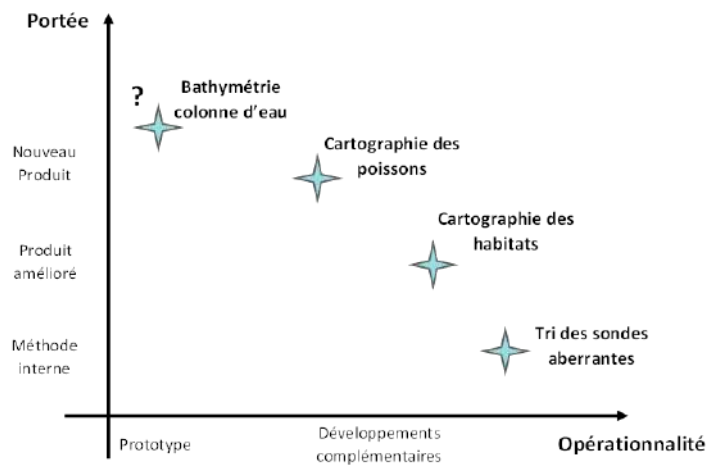 Portée
?
Bathymétrie
colonne d'eau
Cartographie des
poissons
Nouveau
Produit
Cartographie des
habitats
Produit
amélioré
Tri des sondes
aberrantes
Méthode
interne
Prototype
Développements
complémentaires
Opérationnalité